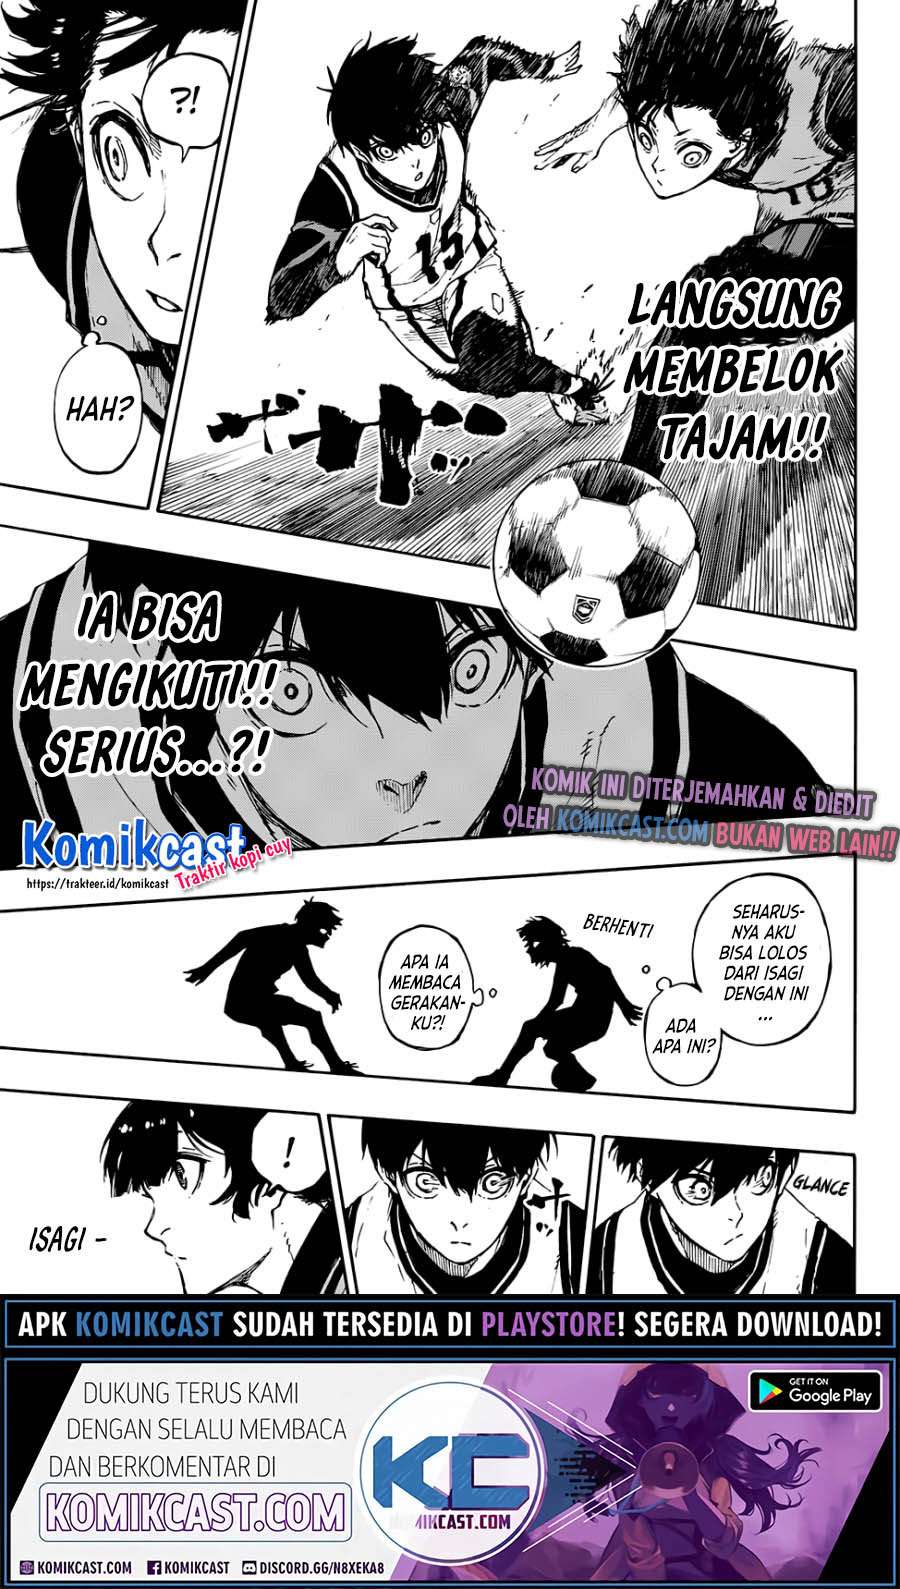 LANGSUNG
MEMBELOK
TAJAM!!
?!
HAH?
IA BISA
MENGIKUTI!!
SERIUS...?!
KOMIK INI DITERJEMAHKAN & DIEDIT
OLEH KOMIKCAST.COM BUKAN WEB LAIN!!
Komikcast
Traktir kopi cuy
https://trakteer.id/komikcast
SEHARUS-
NYA AKU
BISA LOLOS
DARI ISAGI
DENGAN INI
...
ADA
APA INI?
BERHENTI
APA IA
MEMBACA
GERAKAN-
KU?!
GLANCE
!
ISAGI -
APK KOMIKCAST SUDAH TERSEDIA DI PLAYSTORE! SEGERA DOWNLOAD!
DUKUNG TERUS KAMI
DENGAN SELALU MEMBACA
DAN BERKOMENTAR DI
KOMIKCAST.COM
KOMIKCAST.COM
KOMIKCAST
DISCORD.GG/N8XEKA8
KC
KOMIKCAST.COM
GET IT ON
Google Play